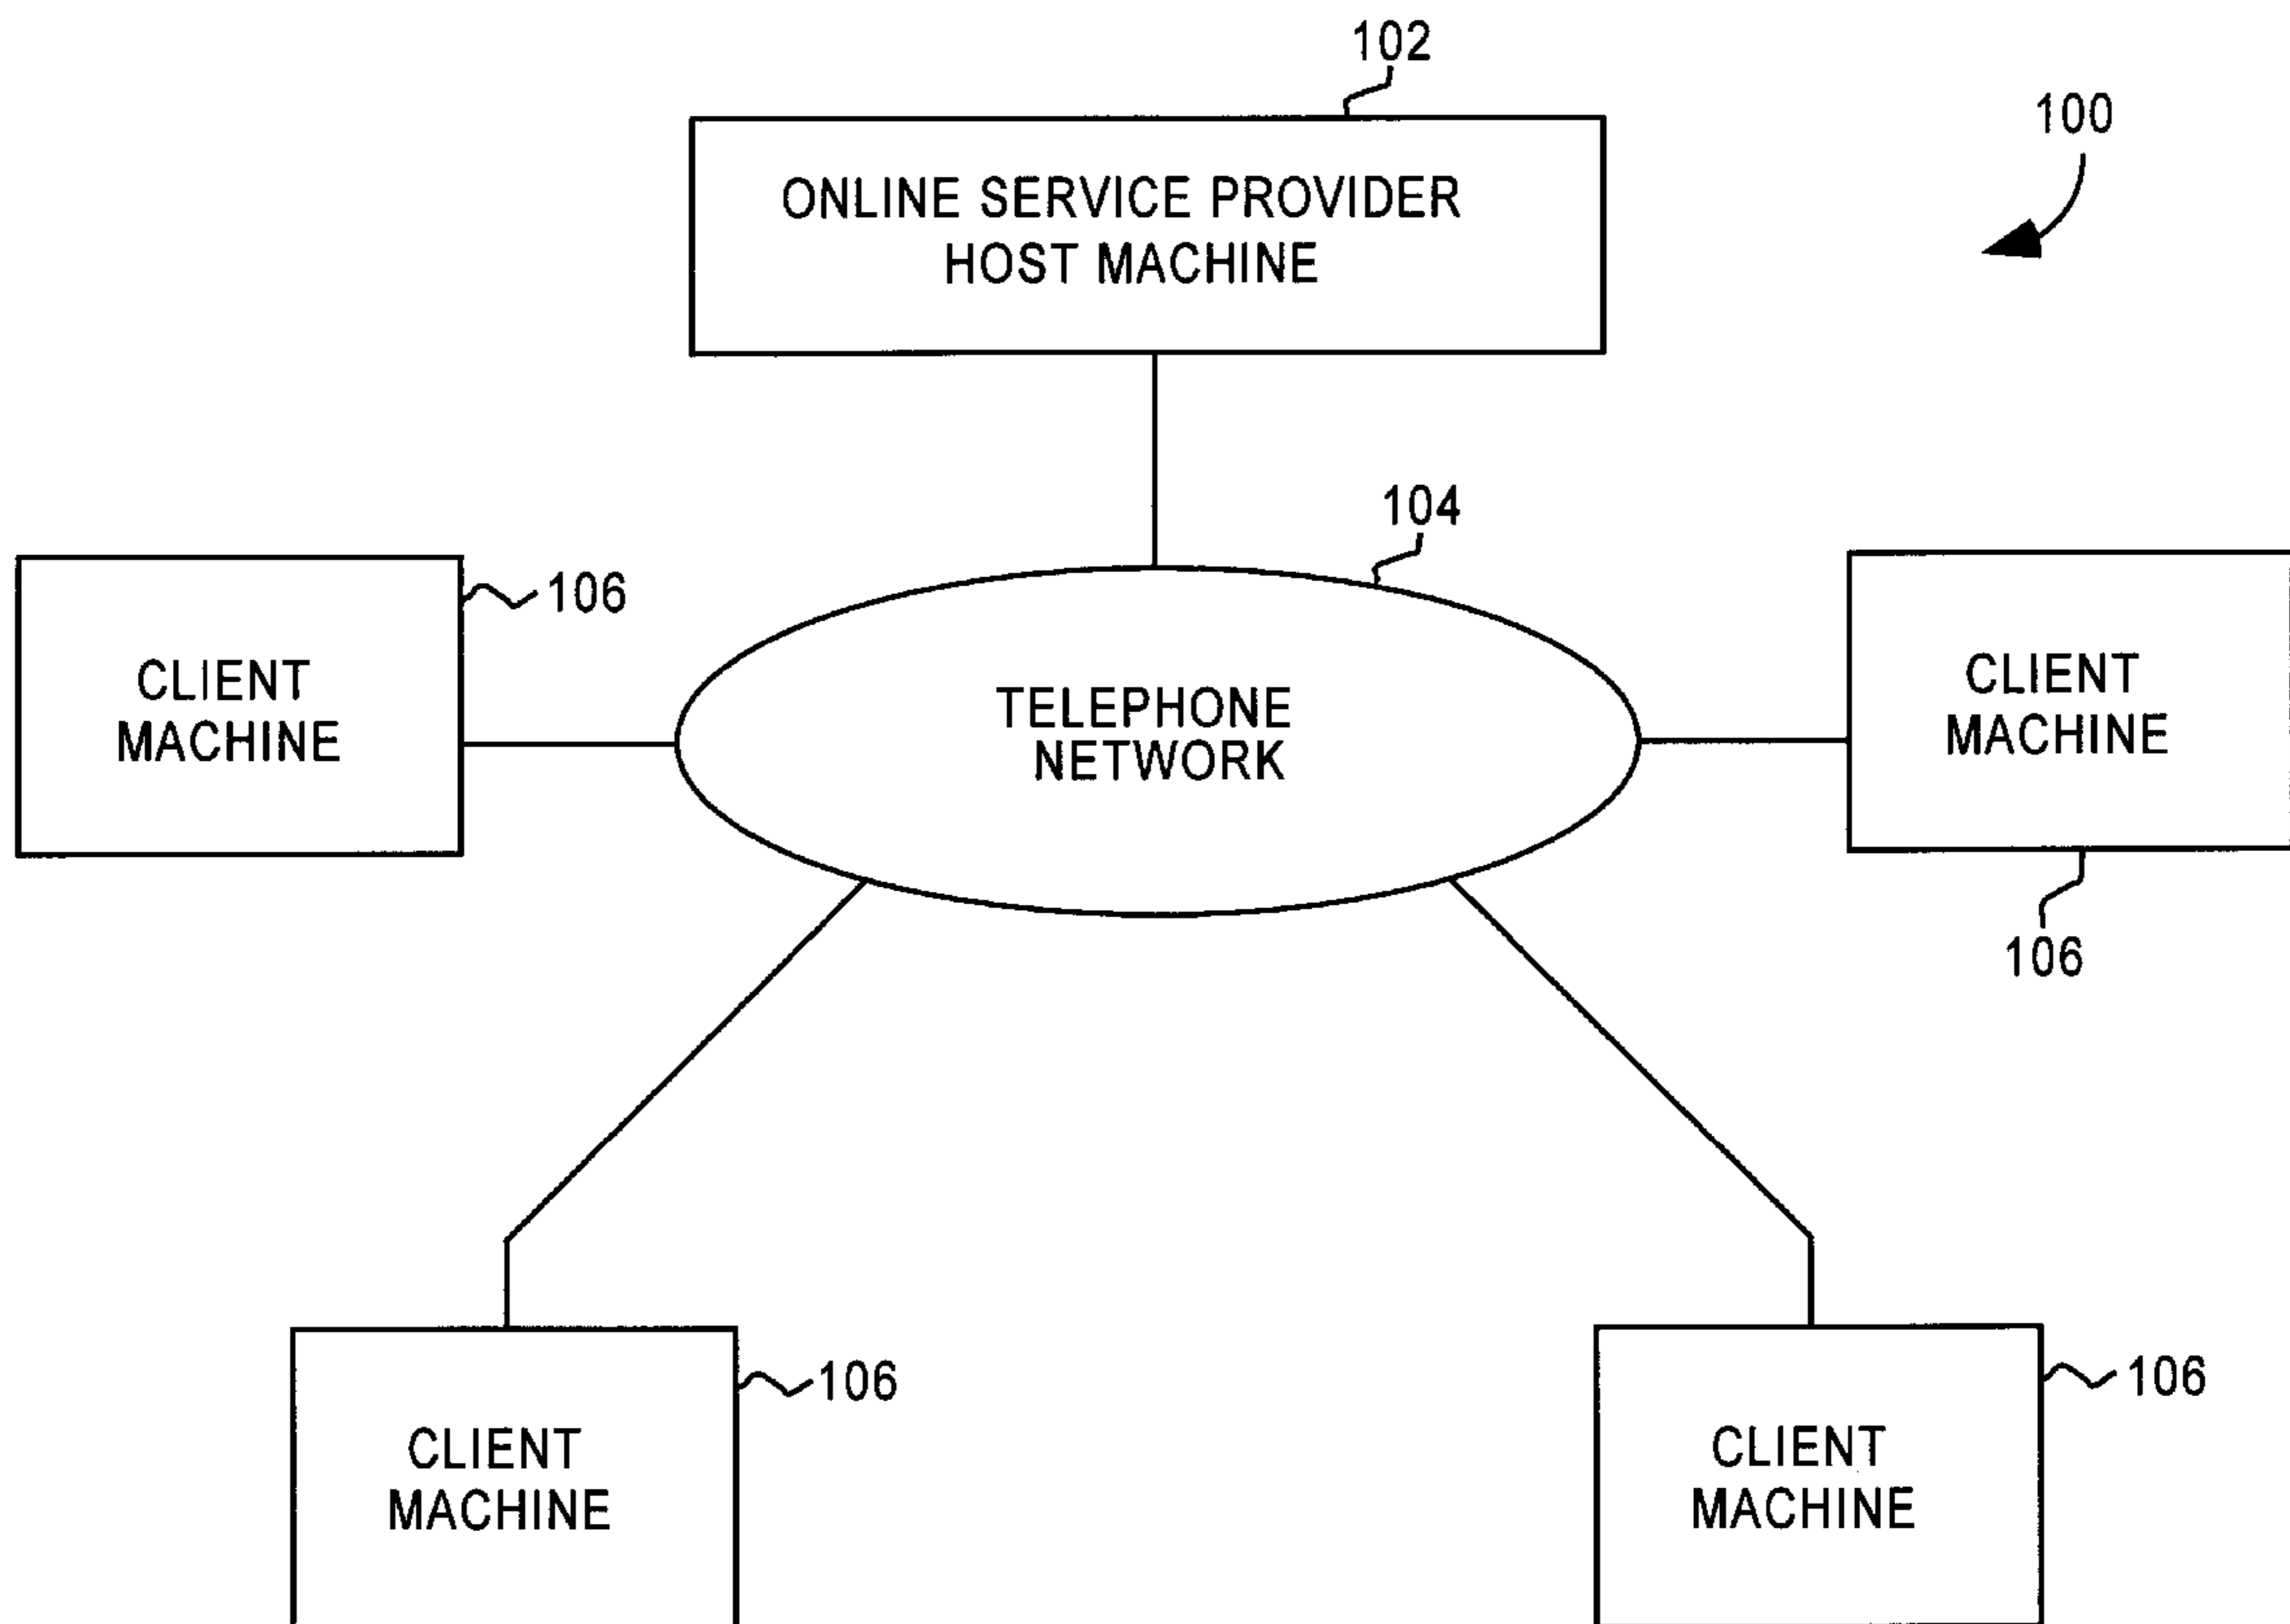 102
100
ONLINE SERVICE PROVIDER
HOST MACHINE
104
106
CLIENT
MACHINE
TELEPHONE
NETWORK
CLIENT
MACHINE
106
106
CLIENT
MACHINE
106
CLIENT
MACHINE